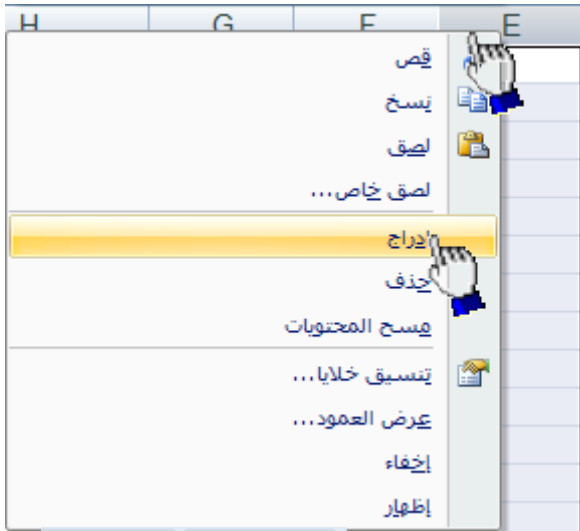 E F G H
قص
نسخ
لصق
لصق خاص...
إدراج
حذف
مسح المحتويات
تنسيق خلايا...
عرض العمود...
إخفاء
إظهار